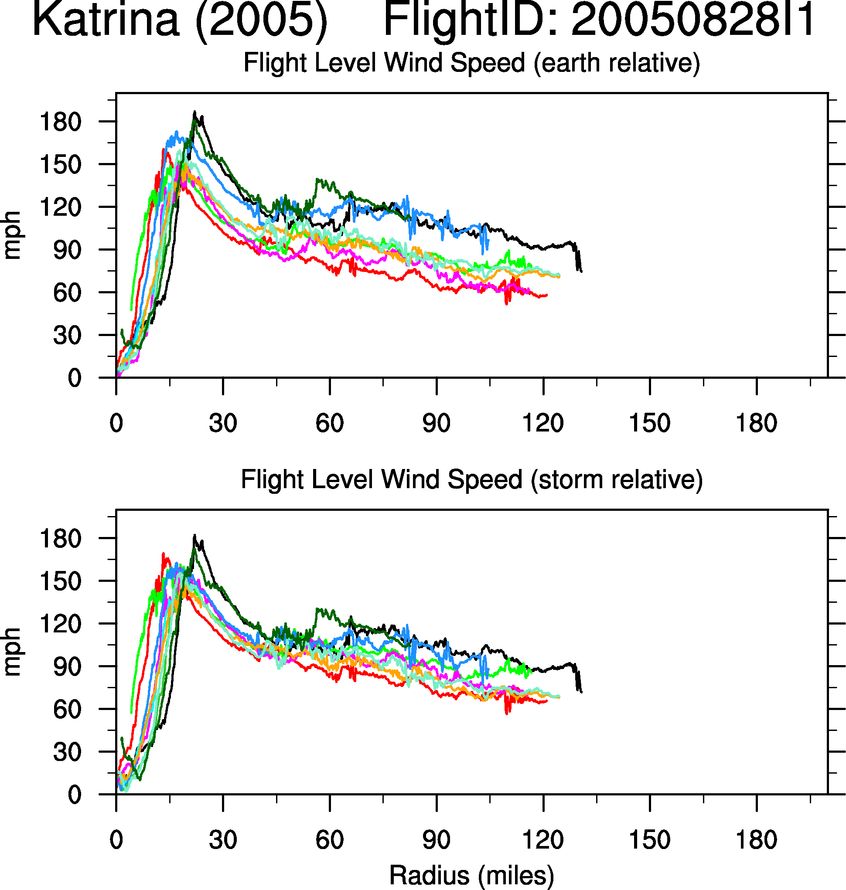 Katrina (2005) FlightID: 20050828I1
Flight Level Wind Speed (earth relative)
mph
180
150
120
90
60
30
0
0 30 60 90 120 150 180
Flight Level Wind Speed (storm relative)
mph
180
150
120
90
60
30
0
0 30 60 90 120 150 180
Radius (miles)